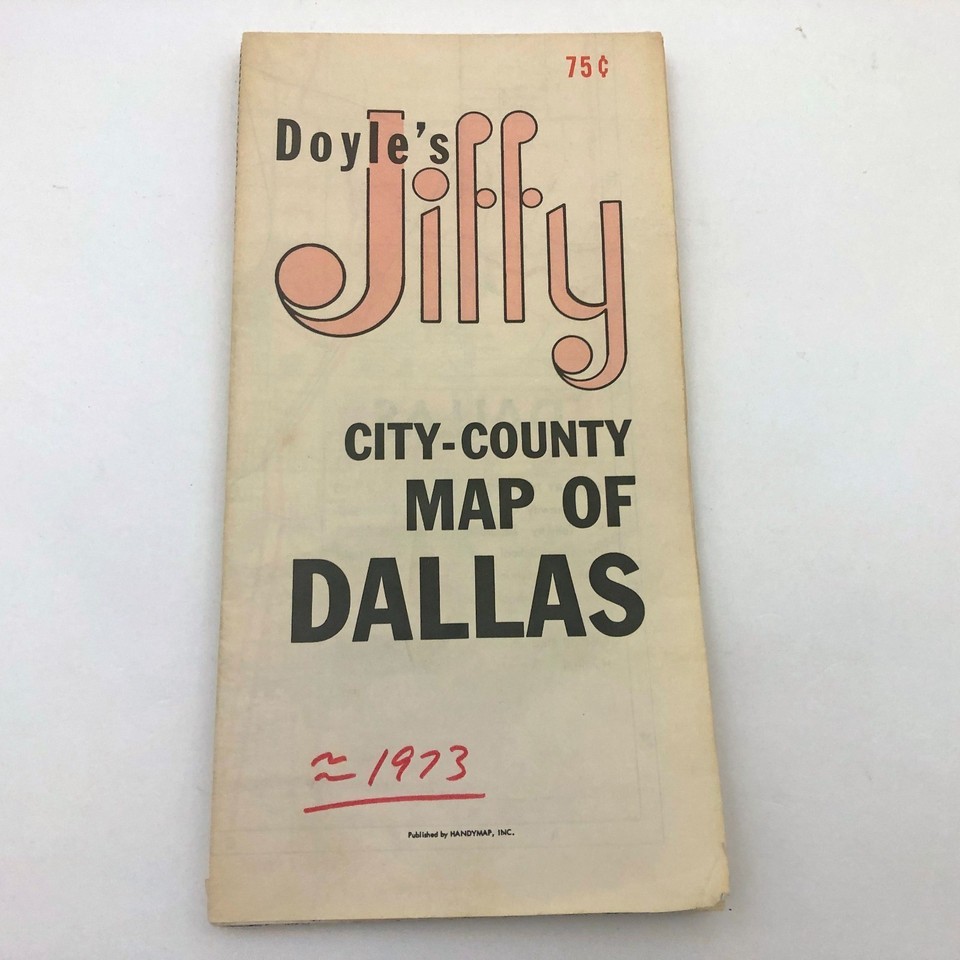 75¢
Doyle's
Jiffy
CITY-COUNTY
MAP OF
DALLAS
≈ 1973
Published by HANDYMAP, INC.